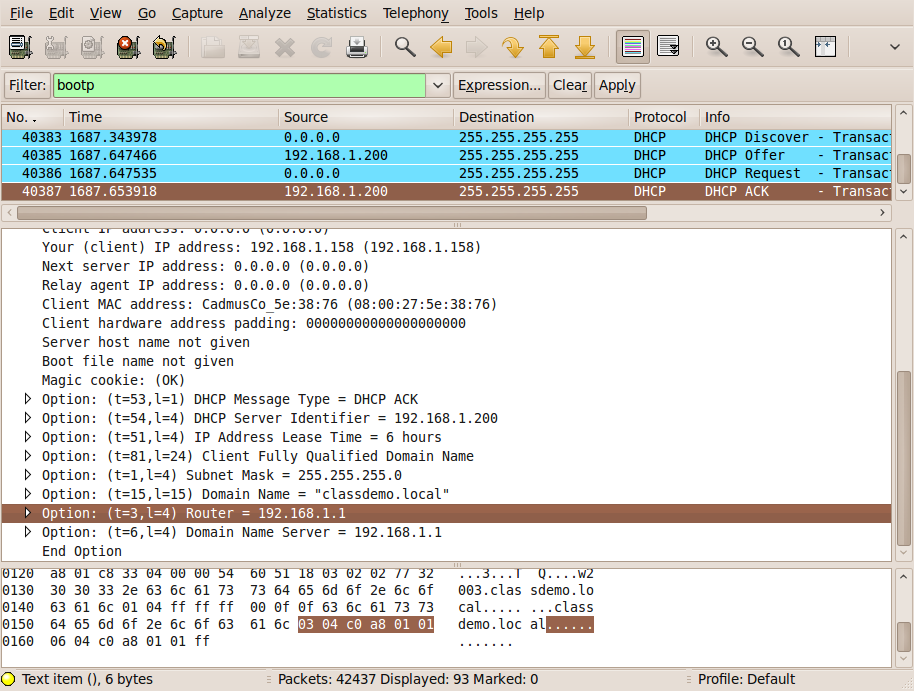 File Edit View Go Capture Analyze Statistics Telephony Tools Help
Filter: bootp Expression... Clear Apply
No. . Time Source Destination Protocol Info
40383 1687.343978 0.0.0.0 255.255.255.255 DHCP DHCP Discover - Transac
40385 1687.647466 192.168.1.200 255.255.255.255 DHCP DHCP Offer - Transac
40386 1687.647535 0.0.0.0 255.255.255.255 DHCP DHCP Request - Transac
40387 1687.653918 192.168.1.200 255.255.255.255 DHCP DHCP ACK - Transac
Client IP address: 0.0.0.0 (0.0.0.0)
Your (client) IP address: 192.168.1.158 (192.168.1.158)
Next server IP address: 0.0.0.0 (0.0.0.0)
Relay agent IP address: 0.0.0.0 (0.0.0.0)
Client MAC address: CadmusCo_5e:38:76 (08:00:27:5e:38:76)
Client hardware address padding: 00000000000000000000
Server host name not given
Boot file name not given
Magic cookie: (OK)
Option: (t=53,l=1) DHCP Message Type = DHCP ACK
Option: (t=54,l=4) DHCP Server Identifier = 192.168.1.200
Option: (t=51,l=4) IP Address Lease Time = 6 hours
Option: (t=81,l=24) Client Fully Qualified Domain Name
Option: (t=1,l=4) Subnet Mask = 255.255.255.0
Option: (t=15,l=15) Domain Name = "classdemo.local"
Option: (t=3,l=4) Router = 192.168.1.1
Option: (t=6,l=4) Domain Name Server = 192.168.1.1
End Option
0120 a8 01 c8 33 04 00 00 54 60 51 18 03 02 02 77 32 ...3...T `Q....w2
0130 30 30 33 2e 63 6c 61 73 73 64 65 6d 6f 2e 6c 6f 003.clas sdemo.lo
0140 63 61 6c 01 04 ff ff ff 00 0f 0f 63 6c 61 73 73 cal..... ...class
0150 64 65 6d 6f 2e 6c 6f 63 61 6c 03 04 c0 a8 01 01 demo.loc al......
0160 06 04 c0 a8 01 01 ff .......
Text item (), 6 bytes Packets: 42437 Displayed: 93 Marked: 0 Profile: Default